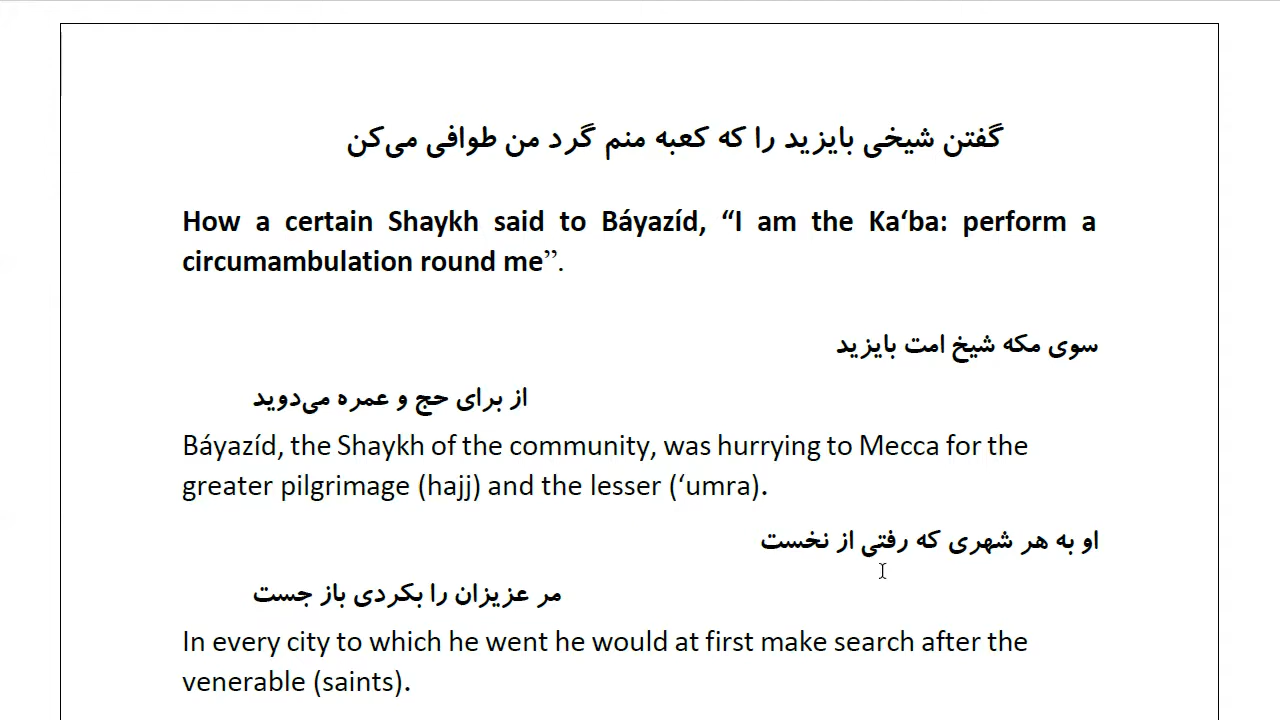 گفتن شیخی بایزید را که کعبه منم گرد من طوافی می‌کن
How a certain Shaykh said to Báyazíd, “I am the Ka‘ba: perform a
circumambulation round me”.
سوی مکه شیخ امت بایزید
از برای حج و عمره می‌دوید
Báyazíd, the Shaykh of the community, was hurrying to Mecca for the
greater pilgrimage (hajj) and the lesser (‘umra).
او به هر شهری که رفتی از نخست
مر عزیزان را بکردی باز جست
In every city to which he went he would at first make search after the
venerable (saints).